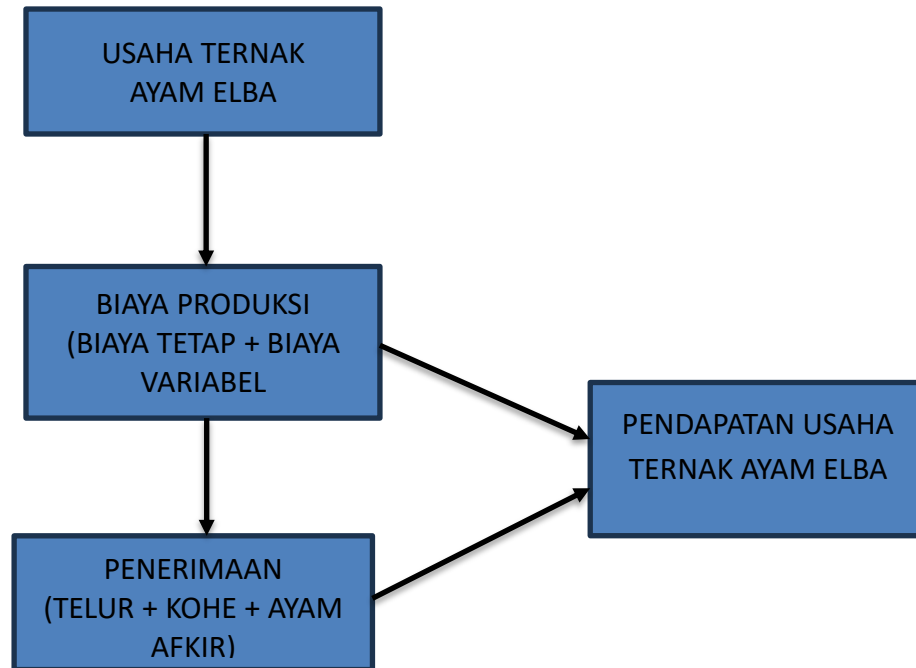 USAHA TERNAK
AYAM ELBA
BIAYA PRODUKSI
(BIAYA TETAP + BIAYA
VARIABEL
PENDAPATAN USAHA
TERNAK AYAM ELBA
PENERIMAAN
(TELUR + KOHE + AYAM
AFKIR)